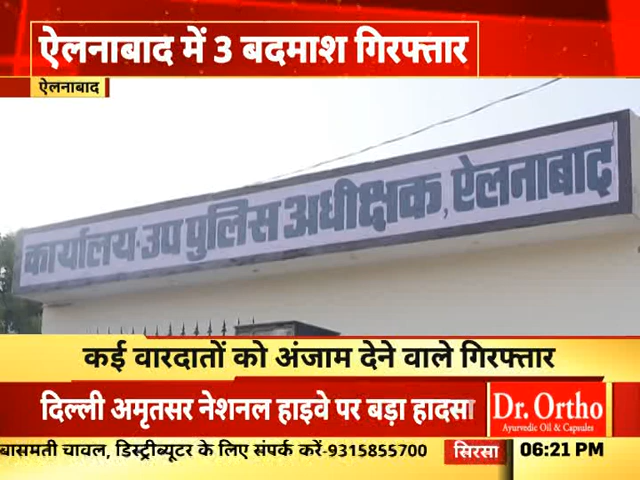 ऐलनाबाद में 3 बदमाश गिरफ्तार
ऐलनाबाद
कार्यालय-उप पुलिस अधीक्षक, ऐलनाबाद
कई वारदातों को अंजाम देने वाले गिरफ्तार
दिल्ली अमृतसर नेशनल हाइवे पर बड़ा हादसा
Dr. Ortho
Ayurvedic Oil & Capsules
बासमती चावल, डिस्ट्रीब्यूटर के लिए संपर्क करें-9315855700
सिरसा
06:21 PM